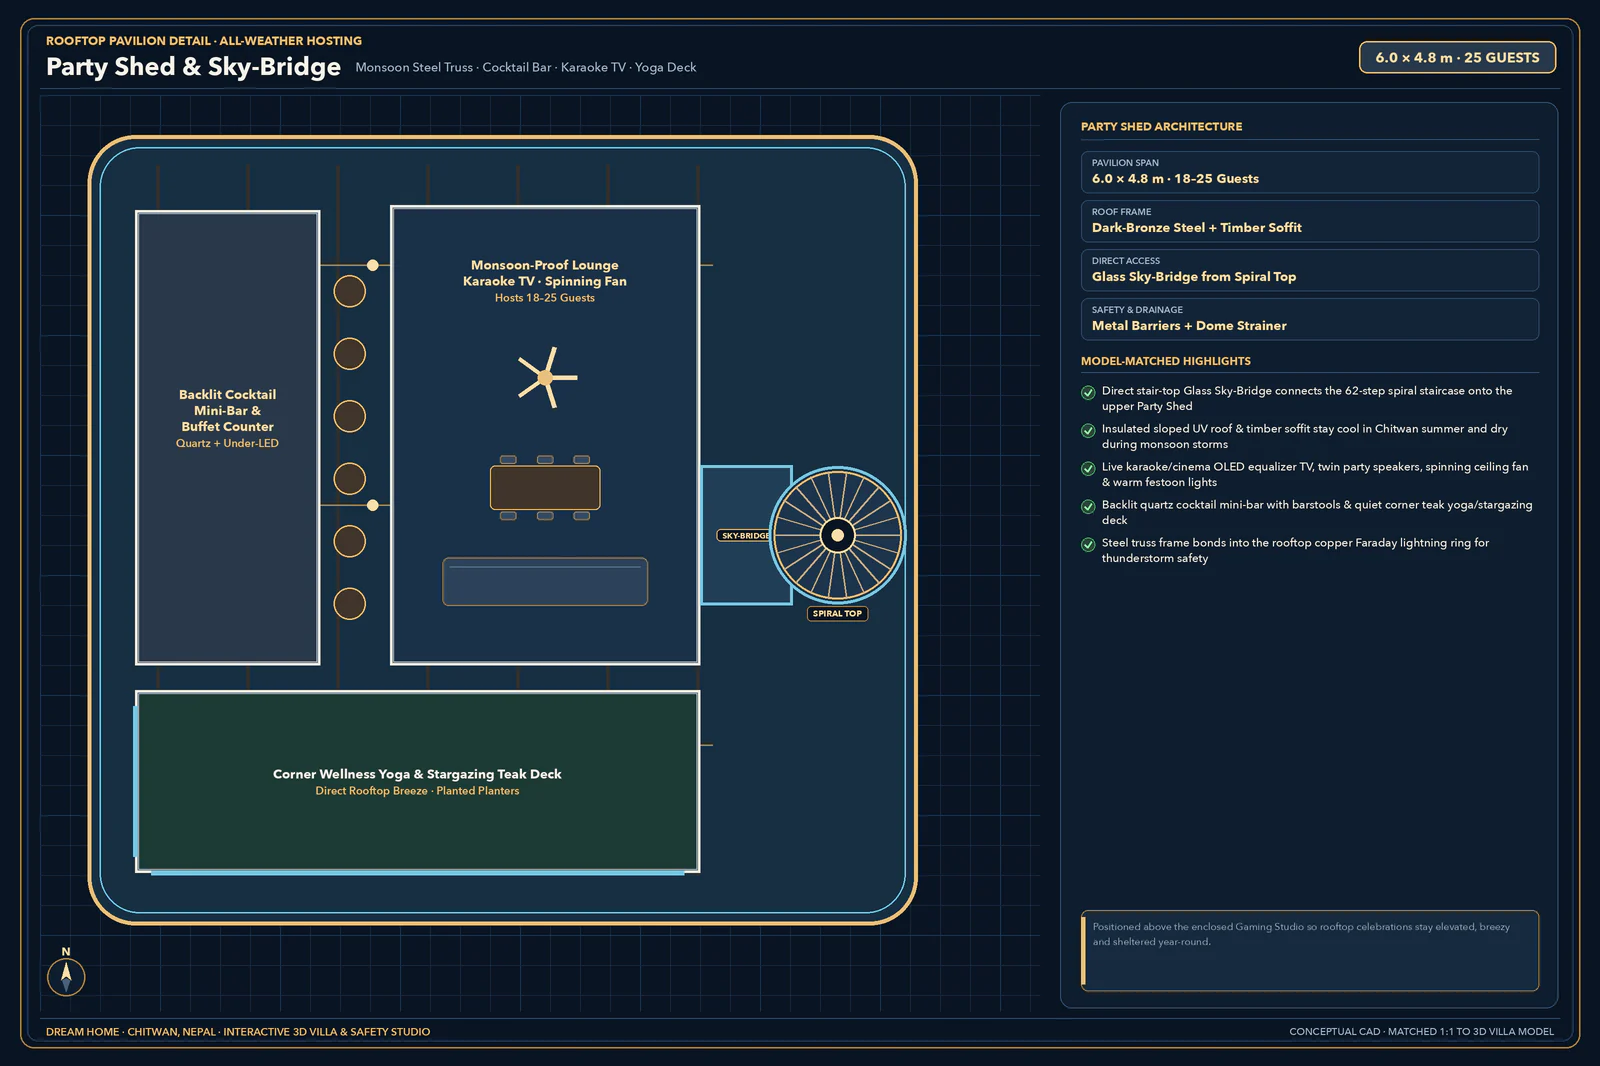 ROOFTOP PAVILION DETAIL · ALL-WEATHER HOSTING
Party Shed & Sky-Bridge
Monsoon Steel Truss · Cocktail Bar · Karaoke TV · Yoga Deck
6.0 × 4.8 m · 25 GUESTS
Monsoon-Proof Lounge
Karaoke TV · Spinning Fan
Hosts 18–25 Guests
Backlit Cocktail
Mini-Bar &
Buffet Counter
Quartz + Under-LED
SKY-BRIDGE
SPIRAL TOP
Corner Wellness Yoga & Stargazing Teak Deck
Direct Rooftop Breeze · Planted Planters
N
PARTY SHED ARCHITECTURE
PAVILION SPAN
6.0 × 4.8 m · 18–25 Guests
ROOF FRAME
Dark-Bronze Steel + Timber Soffit
DIRECT ACCESS
Glass Sky-Bridge from Spiral Top
SAFETY & DRAINAGE
Metal Barriers + Dome Strainer
MODEL-MATCHED HIGHLIGHTS
Direct stair-top Glass Sky-Bridge connects the 62-step spiral staircase onto the
upper Party Shed
Insulated sloped UV roof & timber soffit stay cool in Chitwan summer and dry
during monsoon storms
Live karaoke/cinema OLED equalizer TV, twin party speakers, spinning ceiling fan
& warm festoon lights
Backlit quartz cocktail mini-bar with barstools & quiet corner teak yoga/stargazing
deck
Steel truss frame bonds into the rooftop copper Faraday lightning ring for
thunderstorm safety
Positioned above the enclosed Gaming Studio so rooftop celebrations stay elevated, breezy
and sheltered year-round.
DREAM HOME · CHITWAN, NEPAL · INTERACTIVE 3D VILLA & SAFETY STUDIO
CONCEPTUAL CAD · MATCHED 1:1 TO 3D VILLA MODEL